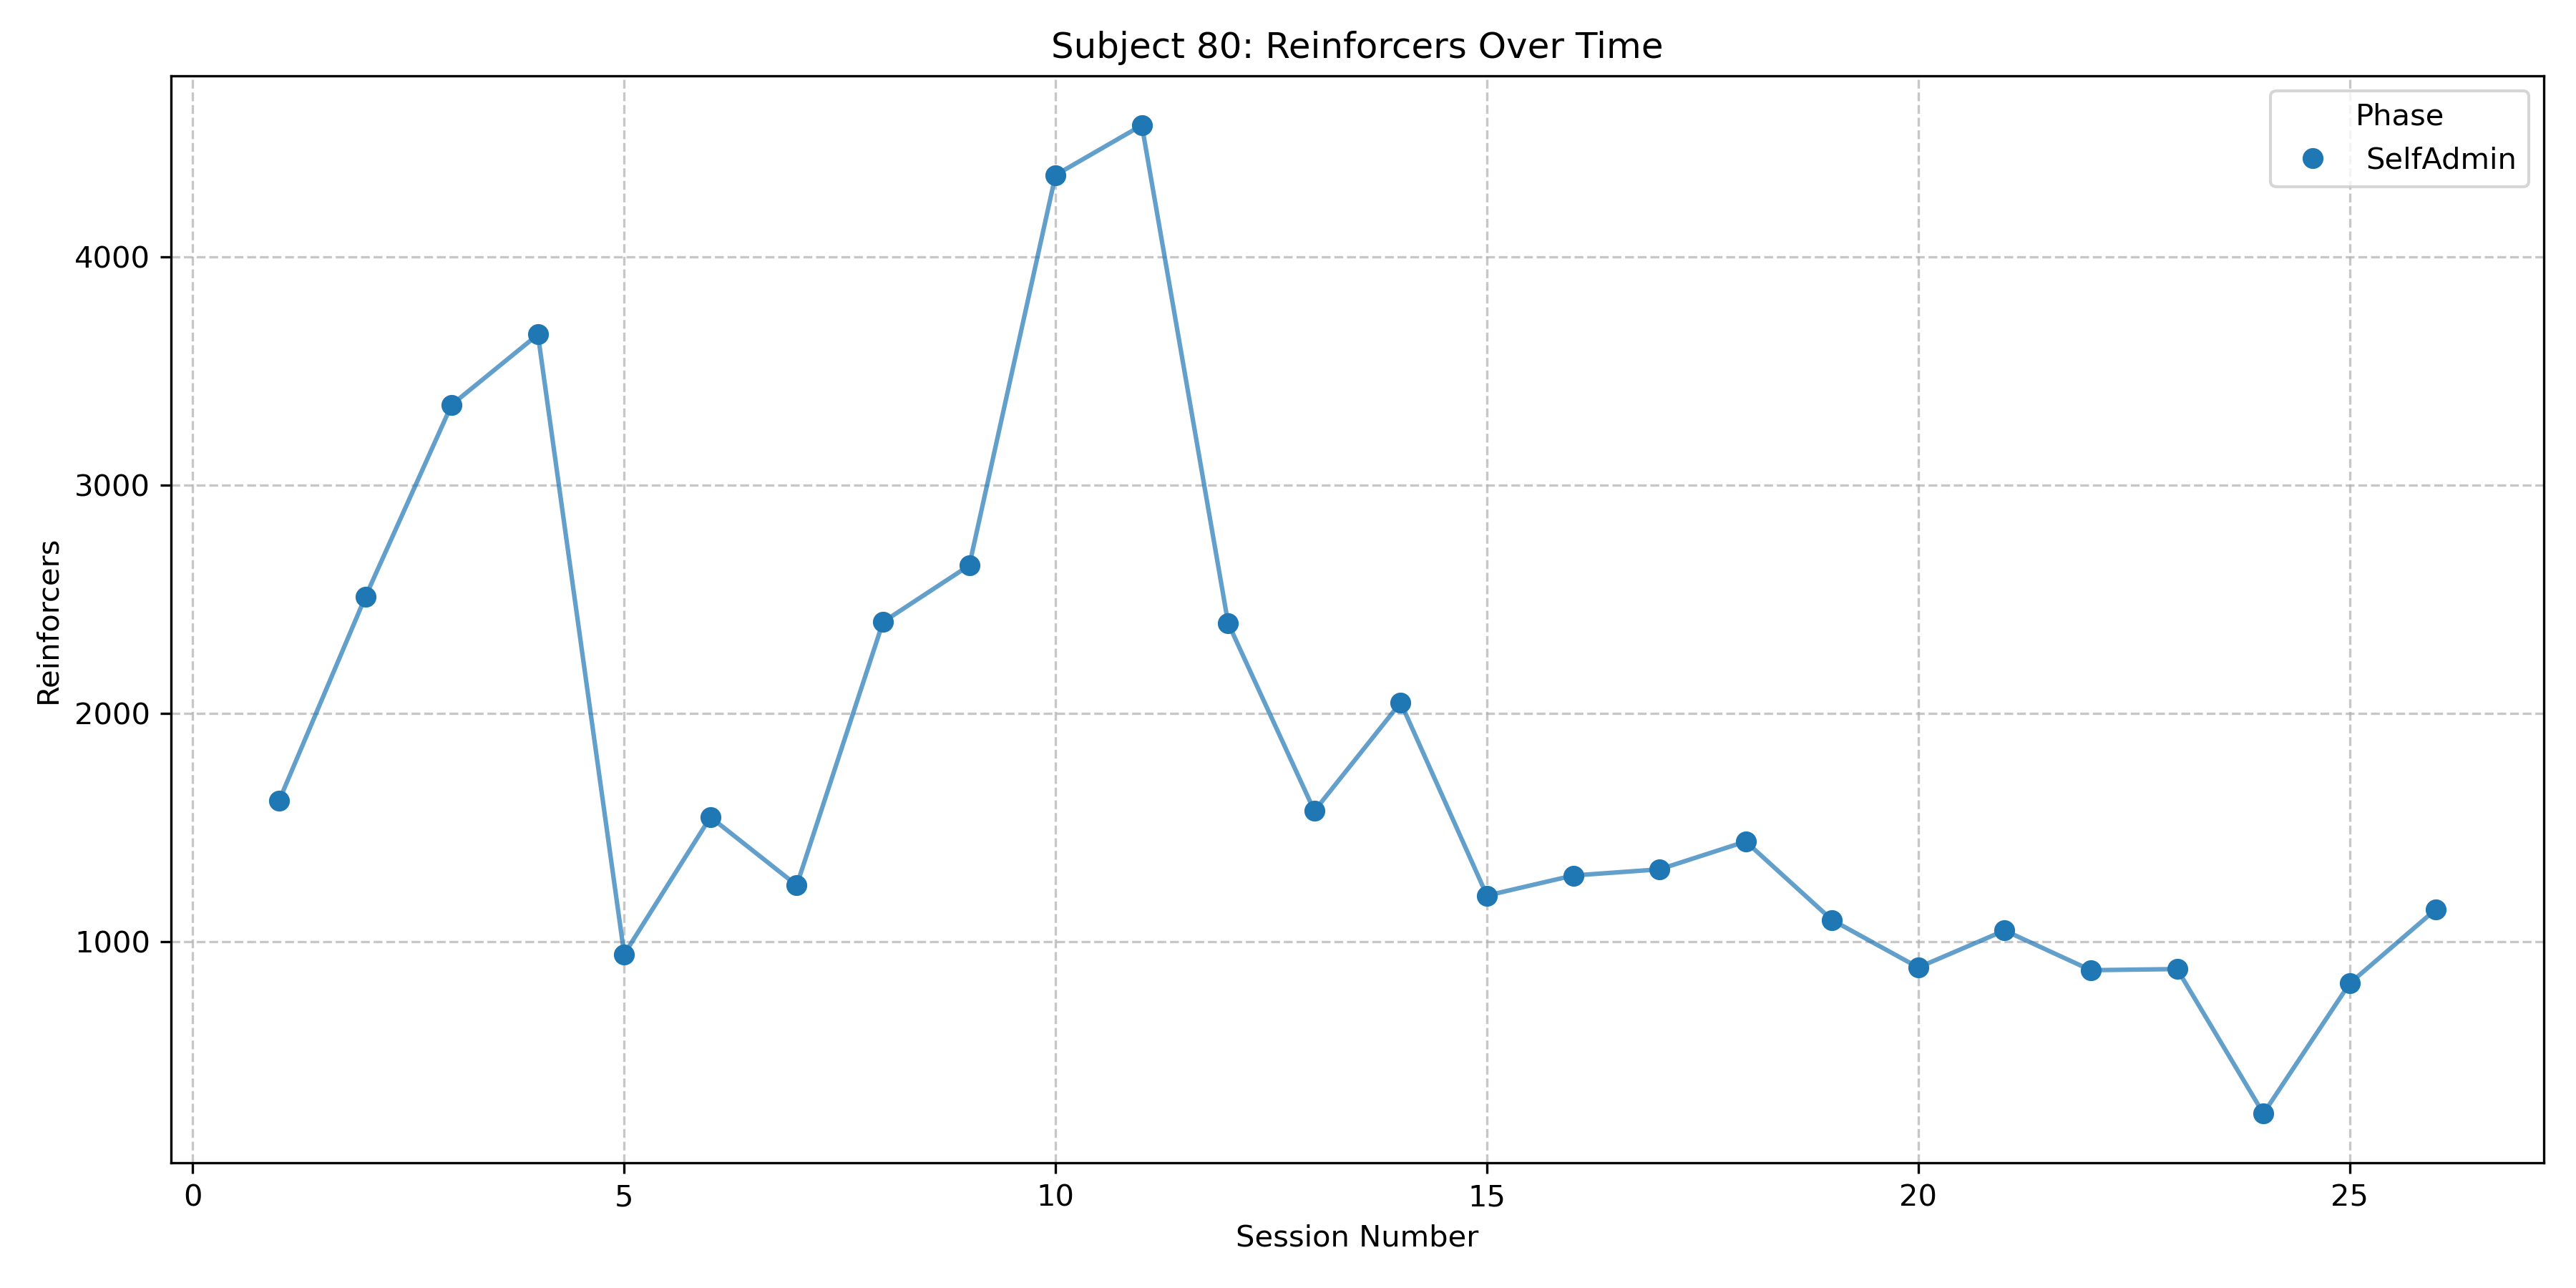 Subject 80: Reinforcers Over Time
Phase
SelfAdmin
Reinforcers
4000
3000
2000
1000
0 5 10 15 20 25
Session Number